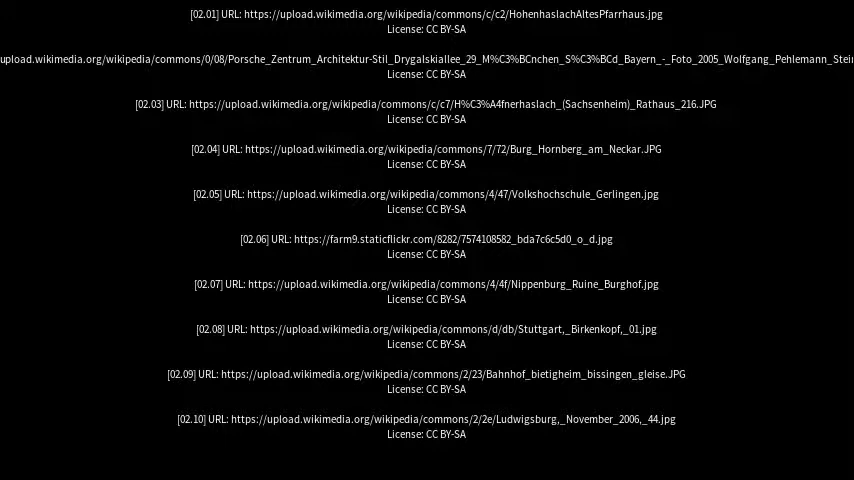 [02.01] URL: https://upload.wikimedia.org/wikipedia/commons/c/c2/HohenhaslachAltesPfarrhaus.jpg
License: CC BY-SA
upload.wikimedia.org/wikipedia/commons/0/08/Porsche_Zentrum_Architektur-Stil_Drygalskiallee_29_M%C3%BCnchen_S%C3%BCd_Bayern_-_Foto_2005_Wolfgang_Pehlemann_Stei
License: CC BY-SA
[02.03] URL: https://upload.wikimedia.org/wikipedia/commons/c/c7/H%C3%A4fnerhaslach_(Sachsenheim)_Rathaus_216.JPG
License: CC BY-SA
[02.04] URL: https://upload.wikimedia.org/wikipedia/commons/7/72/Burg_Hornberg_am_Neckar.JPG
License: CC BY-SA
[02.05] URL: https://upload.wikimedia.org/wikipedia/commons/4/47/Volkshochschule_Gerlingen.jpg
License: CC BY-SA
[02.06] URL: https://farm9.staticflickr.com/8282/7574108582_bda7c6c5d0_o_d.jpg
License: CC BY-SA
[02.07] URL: https://upload.wikimedia.org/wikipedia/commons/4/4f/Nippenburg_Ruine_Burghof.jpg
License: CC BY-SA
[02.08] URL: https://upload.wikimedia.org/wikipedia/commons/d/db/Stuttgart,_Birkenkopf,_01.jpg
License: CC BY-SA
[02.09] URL: https://upload.wikimedia.org/wikipedia/commons/2/23/Bahnhof_bietigheim_bissingen_gleise.JPG
License: CC BY-SA
[02.10] URL: https://upload.wikimedia.org/wikipedia/commons/2/2e/Ludwigsburg,_November_2006,_44.jpg
License: CC BY-SA